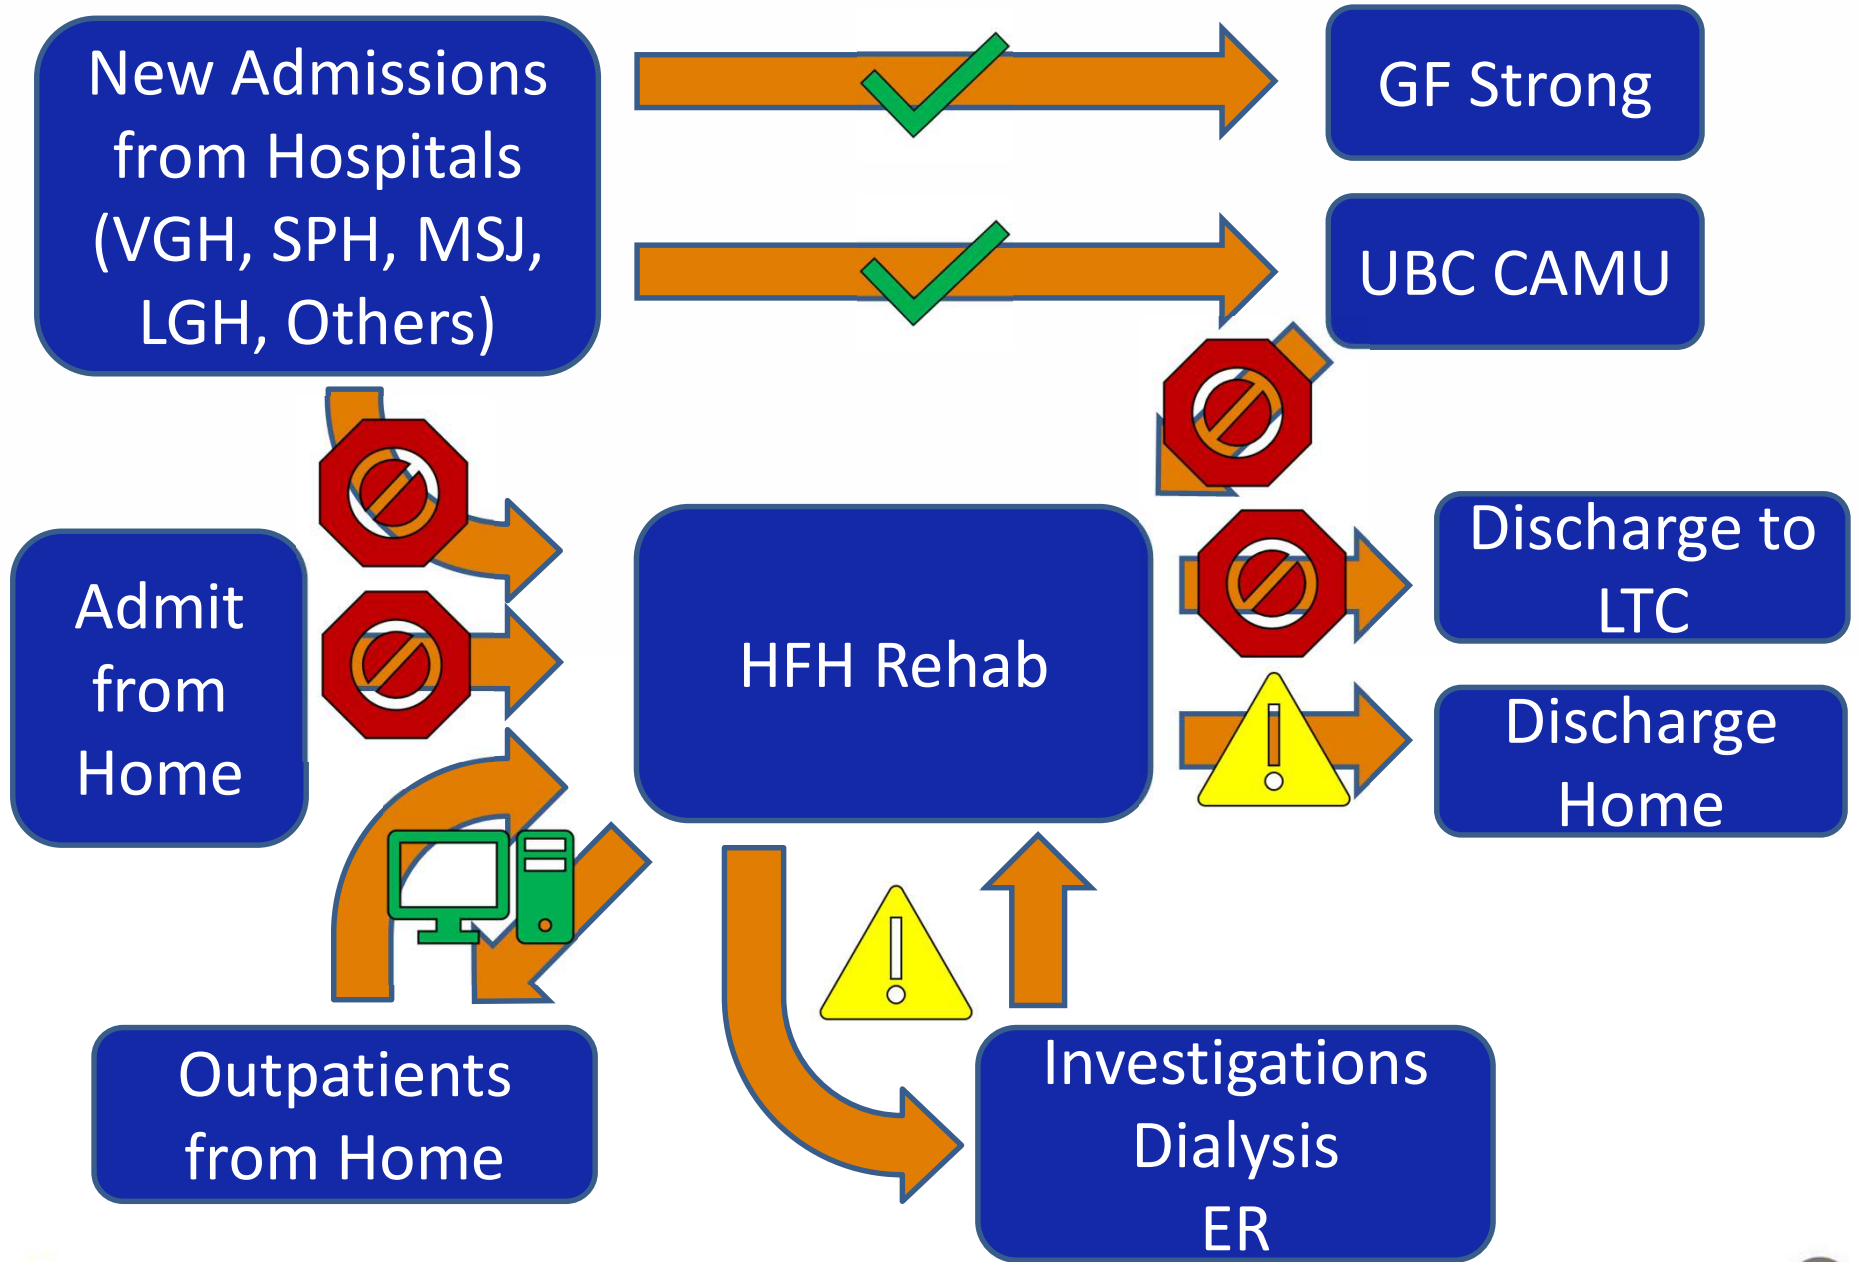 New Admissions
from Hospitals
(VGH, SPH, MSJ,
LGH, Others)
GF Strong
UBC CAMU
Admit
from
Home
HFH Rehab
Discharge to
LTC
Discharge
Home
Outpatients
from Home
Investigations
Dialysis
ER